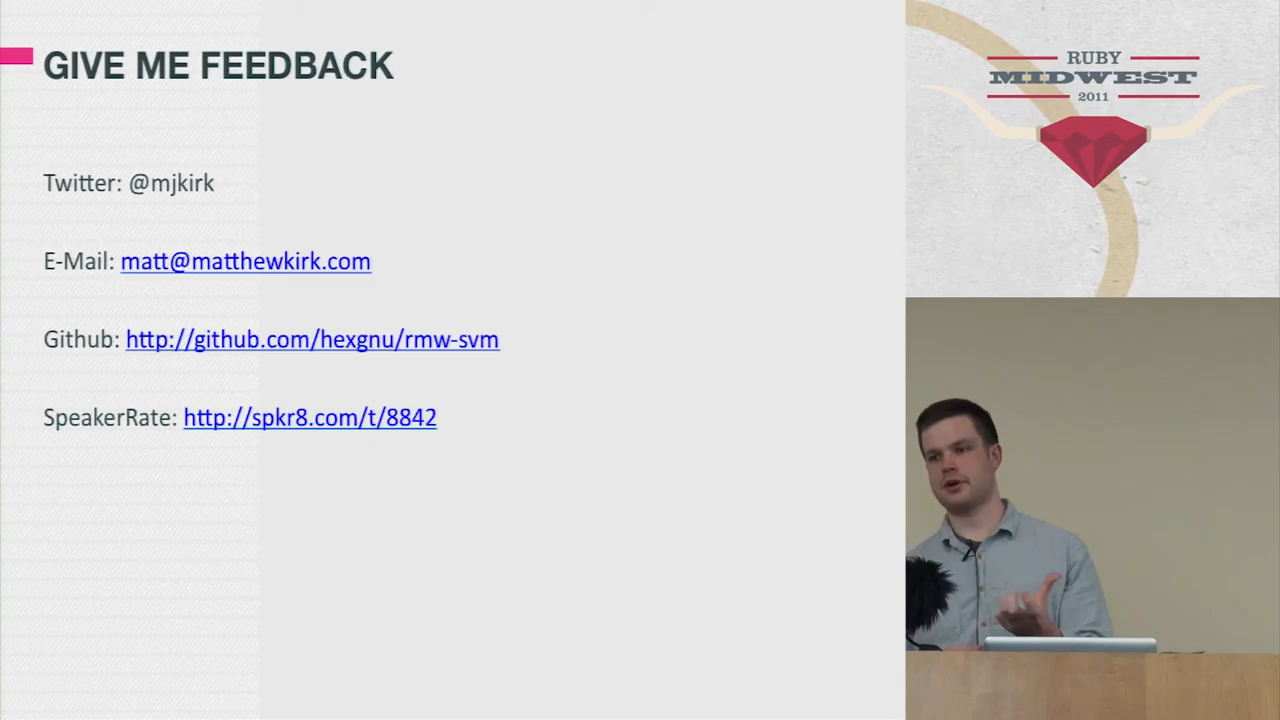 GIVE ME FEEDBACK
Twitter: @mjkirk
E-Mail: matt@matthewkirk.com
Github: http://github.com/hexgnu/rmw-svm
SpeakerRate: http://spkr8.com/t/8842
RUBY
MIDWEST
2011